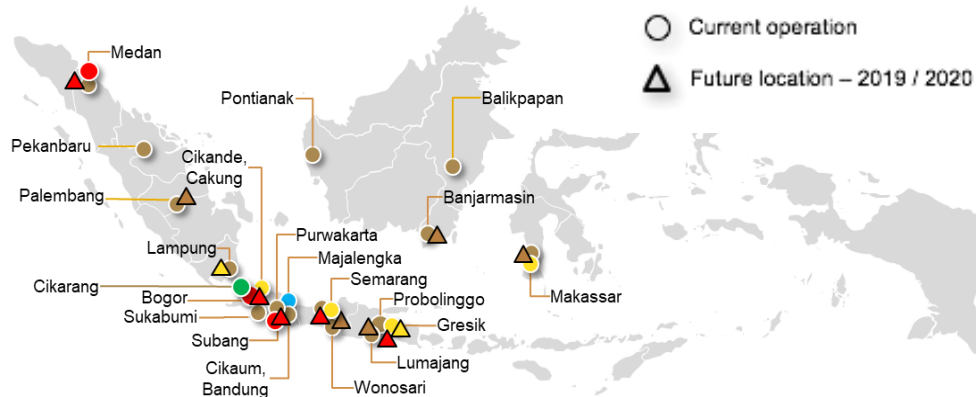 Current operation
Future location – 2019 / 2020
Medan
Pontianak
Balikpapan
Pekanbaru
Cikande,
Cakung
Palembang
Banjarmasin
Purwakarta
Lampung
Majalengka
Cikarang
Semarang
Bogor
Probolinggo
Makassar
Sukabumi
Gresik
Subang
Lumajang
Cikaum,
Bandung
Wonosari